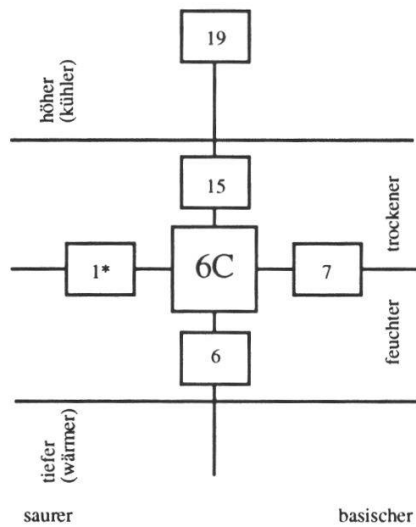 19
höher
(kühler)
15
trockener
1*
6C
7
feuchter
6
tiefer
(wärmer)
saurer
basischer